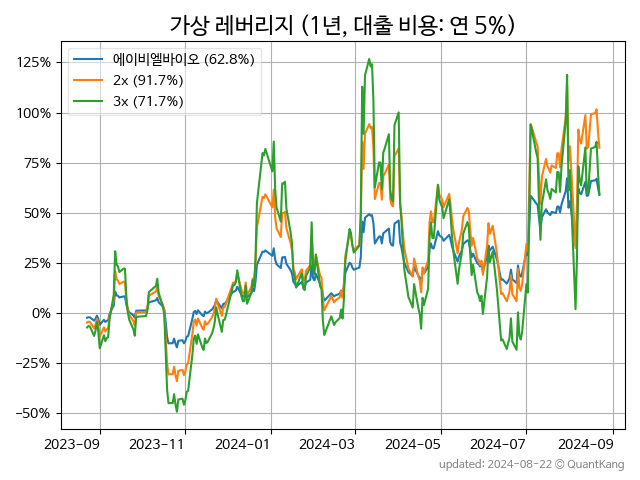 가상 레버리지 (1년, 대출 비용: 연 5%)
에이비엘바이오 (62.8%)
2x (91.7%)
3x (71.7%)
125%
100%
75%
50%
25%
0%
−25%
−50%
2023-09 2023-11 2024-01 2024-03 2024-05 2024-07 2024-09
updated: 2024-08-22 © QuantKang